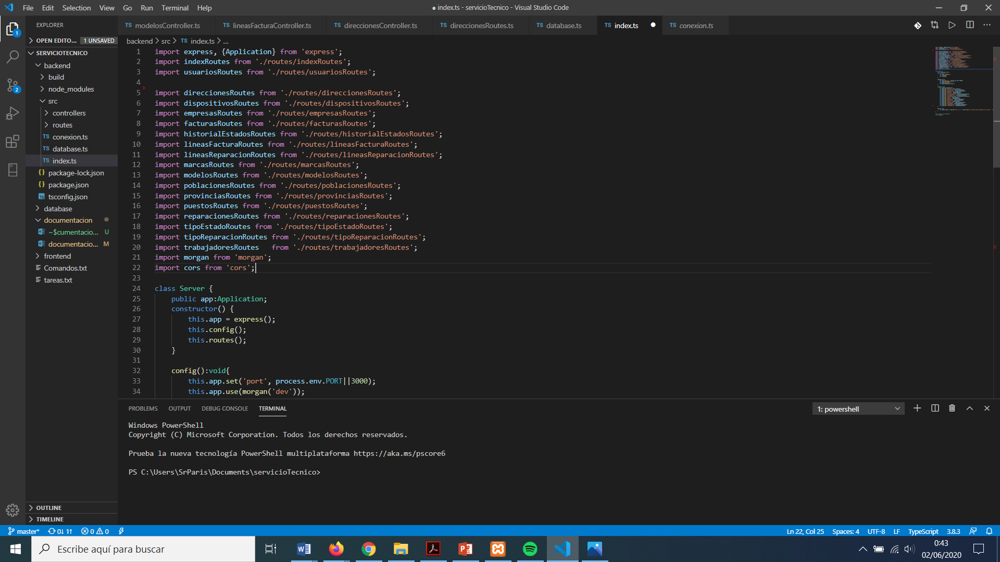 File Edit Selection View Go Run Terminal Help
● index.ts - servicioTecnico - Visual Studio Code
EXPLORER
OPEN EDITO... 1 UNSAVED
SERVICIOTECNICO
backend
build
node_modules
src
controllers
routes
TS conexion.ts
TS database.ts
TS index.ts
{} package-lock.json
{} package.json
TS tsconfig.json
database
documentacion
~$cumentacio... U
documentacio... M
frontend
Comandos.txt
tareas.txt
OUTLINE
TIMELINE
1
2
TS modelosController.ts TS lineasFacturaController.ts TS direccionesController.ts TS direccionesRoutes.ts TS database.ts TS index.ts TS conexion.ts
backend > src > TS index.ts > ...
1 import express, {Application} from 'express';
2 import indexRoutes from './routes/indexRoutes';
3 import usuariosRoutes from './routes/usuariosRoutes';
4
5 import direccionesRoutes from './routes/direccionesRoutes';
6 import dispositivosRoutes from './routes/dispositivosRoutes';
7 import empresasRoutes from './routes/empresasRoutes';
8 import facturasRoutes from './routes/facturasRoutes';
9 import historialEstadosRoutes from './routes/historialEstadosRoutes';
10 import lineasFacturaRoutes from './routes/lineasFacturaRoutes';
11 import lineasReparacionRoutes from './routes/lineasReparacionRoutes';
12 import marcasRoutes from './routes/marcasRoutes';
13 import modelosRoutes from './routes/modelosRoutes';
14 import poblacionesRoutes from './routes/poblacionesRoutes';
15 import provinciasRoutes from './routes/provinciasRoutes';
16 import puestosRoutes from './routes/puestosRoutes';
17 import reparacionesRoutes from './routes/reparacionesRoutes';
18 import tipoEstadoRoutes from './routes/tipoEstadoRoutes';
19 import tipoReparacionRoutes from './routes/tipoReparacionRoutes';
20 import trabajadoresRoutes   from './routes/trabajadoresRoutes';
21 import morgan from 'morgan';
22 import cors from 'cors';
23
24 class Server {
25     public app:Application;
26     constructor() {
27         this.app = express();
28         this.config();
29         this.routes();
30     }
31
32     config():void{
33         this.app.set('port', process.env.PORT||3000);
34         this.app.use(morgan('dev'));
PROBLEMS OUTPUT DEBUG CONSOLE TERMINAL
1: powershell
Windows PowerShell
Copyright (C) Microsoft Corporation. Todos los derechos reservados.
Prueba la nueva tecnología PowerShell multiplataforma https://aka.ms/pscore6
PS C:\Users\SrParis\Documents\servicioTecnico>
master* 0↓ 1↑ 0 0
Ln 22, Col 25 Spaces: 4 UTF-8 LF TypeScript 3.8.3
Escribe aquí para buscar
0:43
02/06/2020